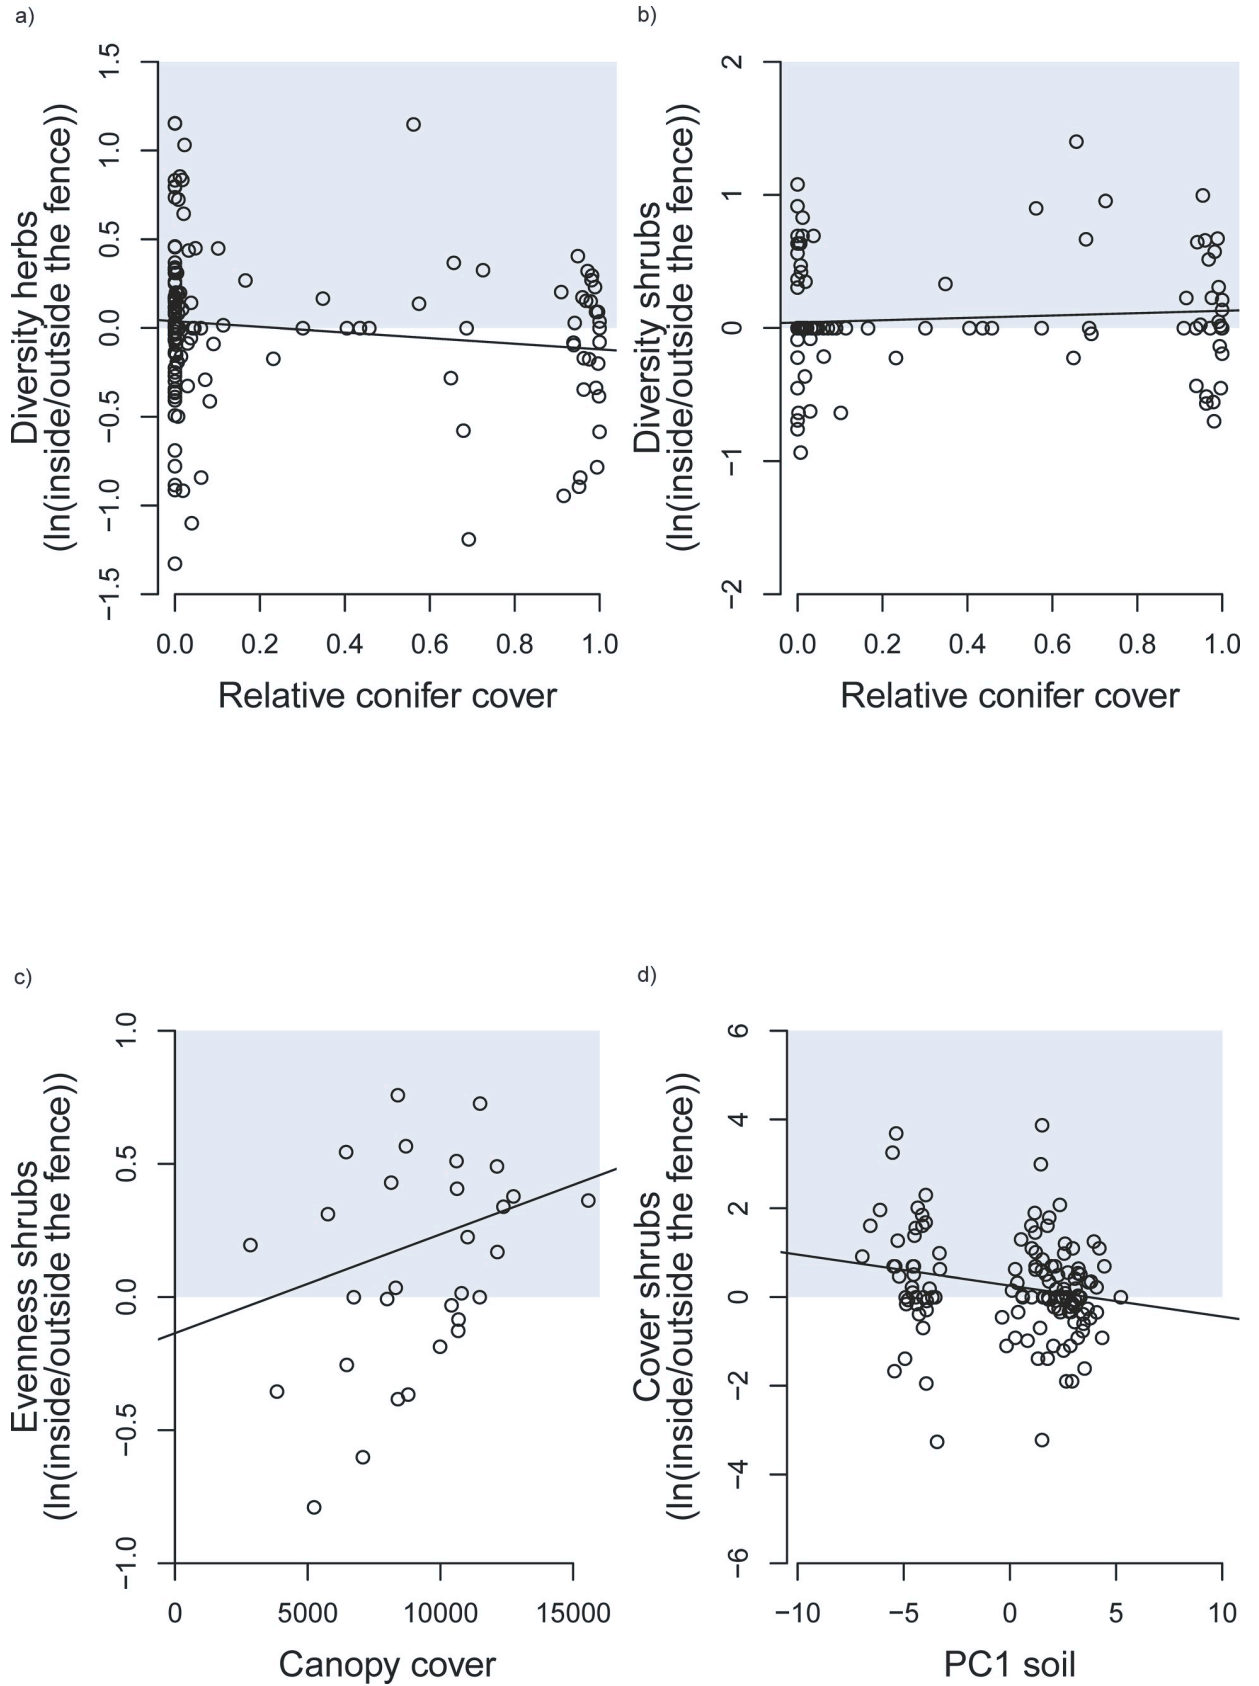 a)
Diversity herbs
(ln(inside/outside the fence))
1.5
1.0
0.5
0.0
−0.5
−1.0
−1.5
0.0 0.2 0.4 0.6 0.8 1.0
Relative conifer cover
b)
Diversity shrubs
(ln(inside/outside the fence))
2
1
0
−1
−2
0.0 0.2 0.4 0.6 0.8 1.0
Relative conifer cover
c)
Evenness shrubs
(ln(inside/outside the fence))
1.0
0.5
0.0
−0.5
−1.0
0 5000 10000 15000
Canopy cover
d)
Cover shrubs
(ln(inside/outside the fence))
6
4
2
0
−2
−4
−6
−10 −5 0 5 10
PC1 soil